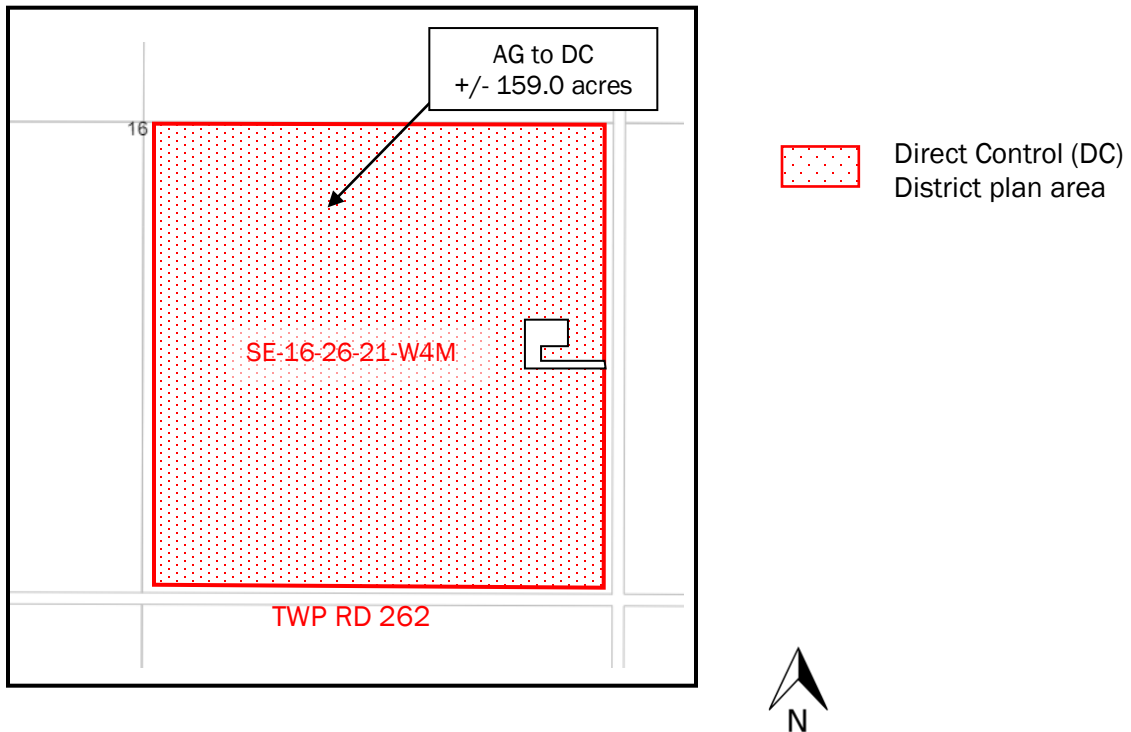 AG to DC
+/- 159.0 acres
16
Direct Control (DC)
District plan area
SE-16-26-21-W4M
TWP RD 262
N